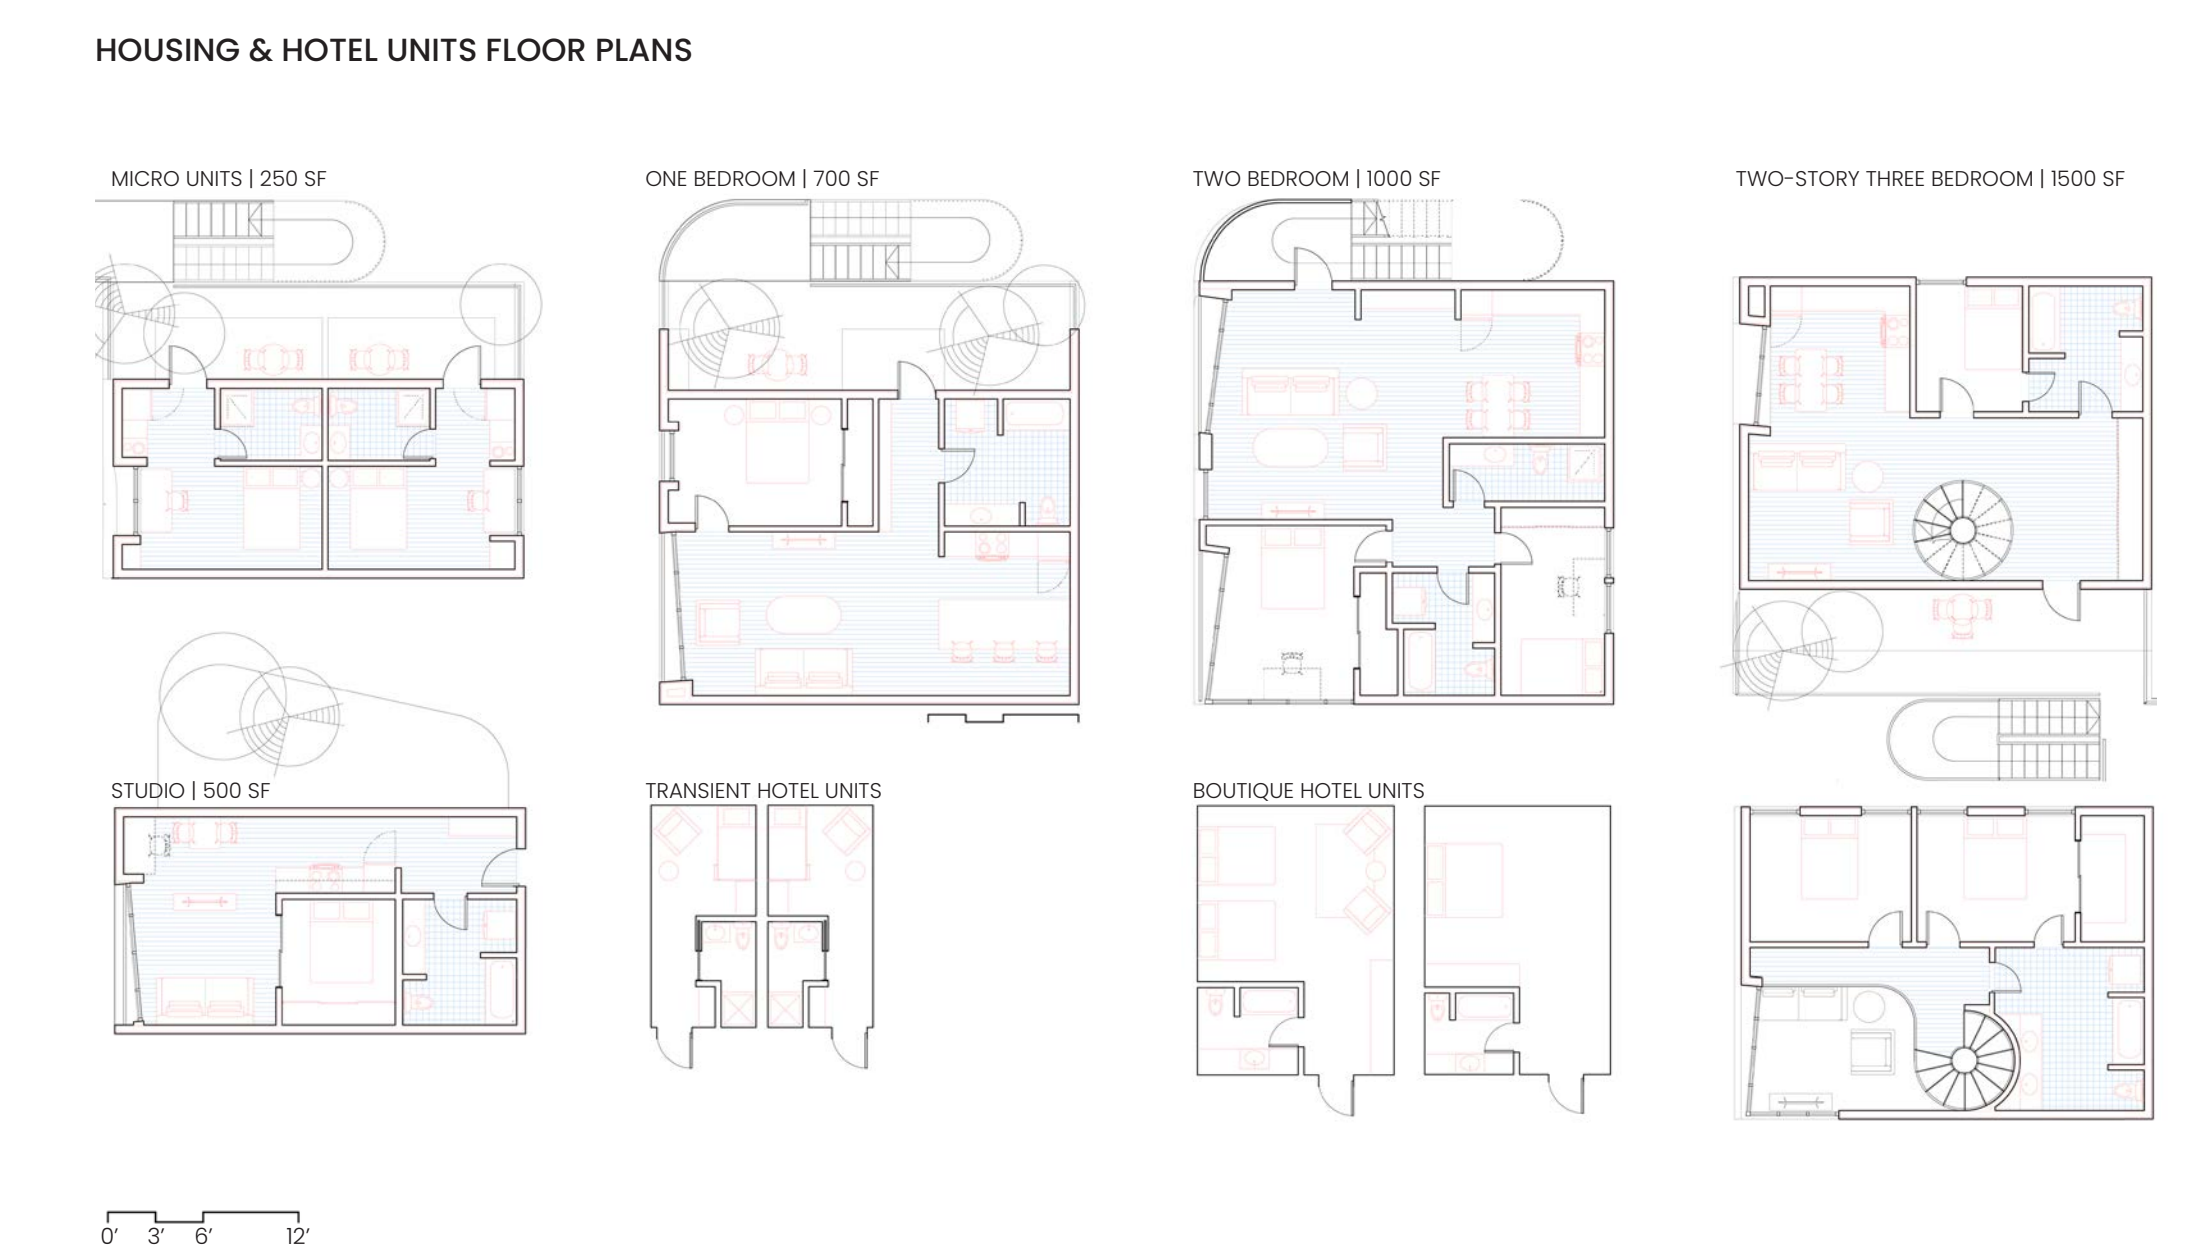 HOUSING & HOTEL UNITS FLOOR PLANS
MICRO UNITS | 250 SF
ONE BEDROOM | 700 SF
TWO BEDROOM | 1000 SF
TWO-STORY THREE BEDROOM | 1500 SF
STUDIO | 500 SF
TRANSIENT HOTEL UNITS
BOUTIQUE HOTEL UNITS
0’ 3’ 6’ 12’